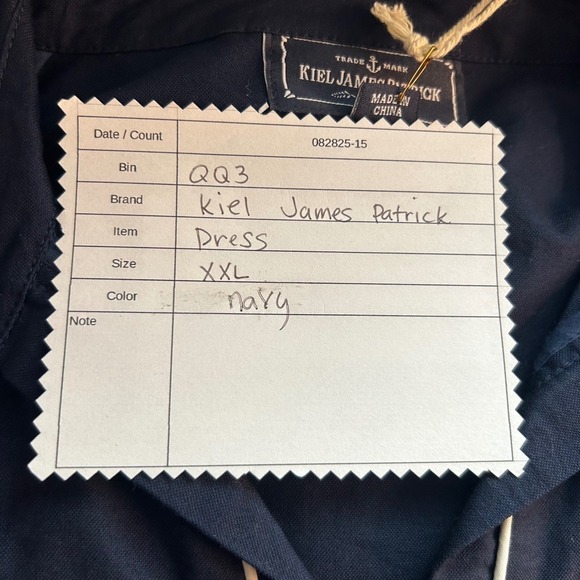 TRADE MARK
KIEL JAMES PATRICK
MADE IN
CHINA
Date / Count 082825-15
Bin QQ3
Brand Kiel James Patrick
Item Dress
Size XXL
Color navy
Note